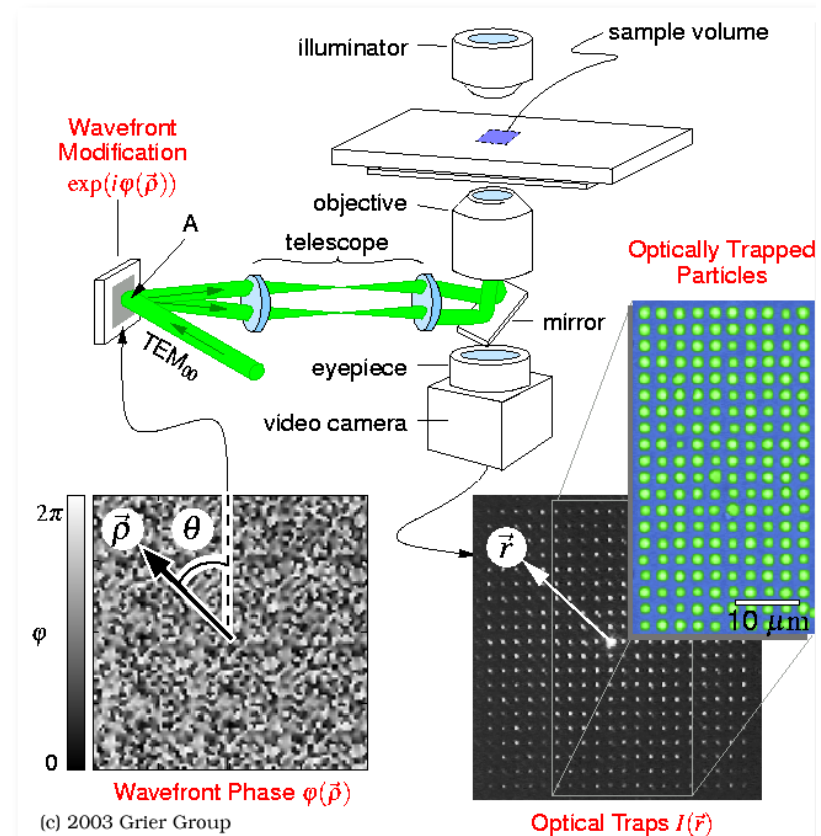 sample volume
illuminator
Wavefront
Modification
exp(iφ(ρ⃗))
A
objective
telescope
Optically Trapped
Particles
mirror
TEM₀₀
eyepiece
video camera
2π
ρ⃗
θ
r⃗
10 μm
φ
0
Wavefront Phase φ(ρ⃗)
(c) 2003 Grier Group
Optical Traps I(r⃗)